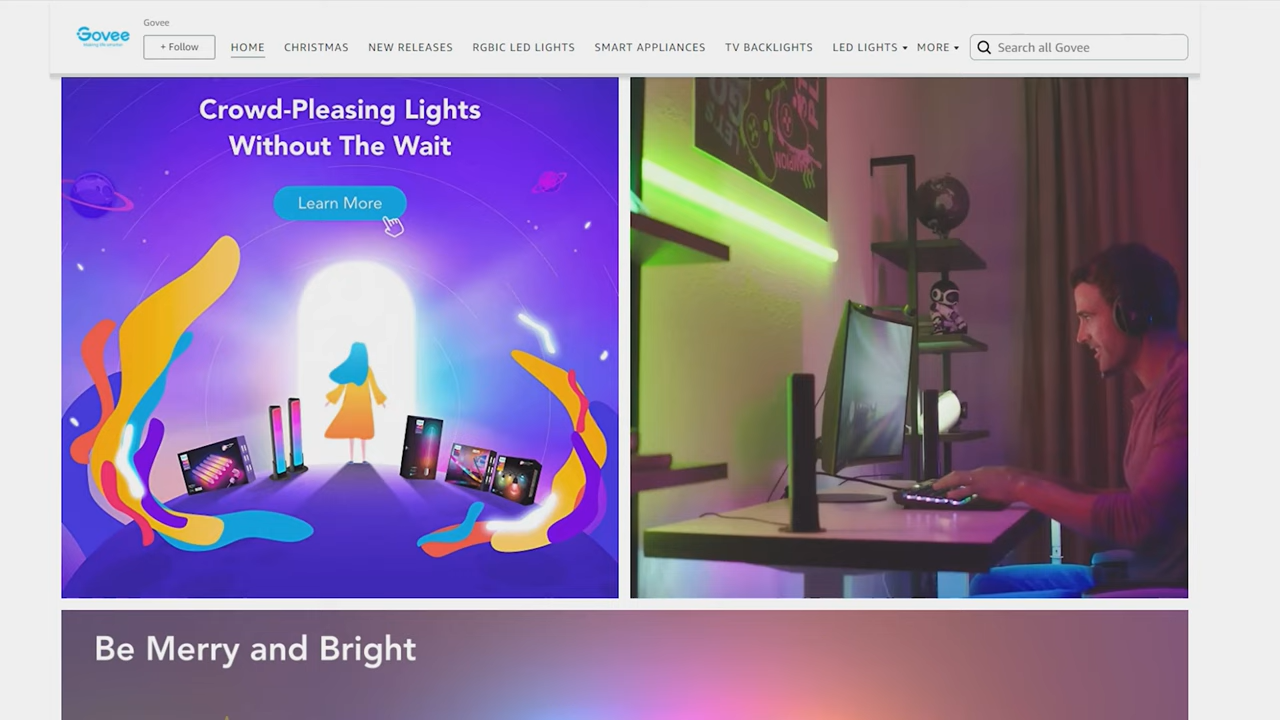 Govee
Govee
+ Follow
HOME
CHRISTMAS
NEW RELEASES
RGBIC LED LIGHTS
SMART APPLIANCES
TV BACKLIGHTS
LED LIGHTS
MORE
Search all Govee
Crowd-Pleasing Lights
Without The Wait
Learn More
Be Merry and Bright